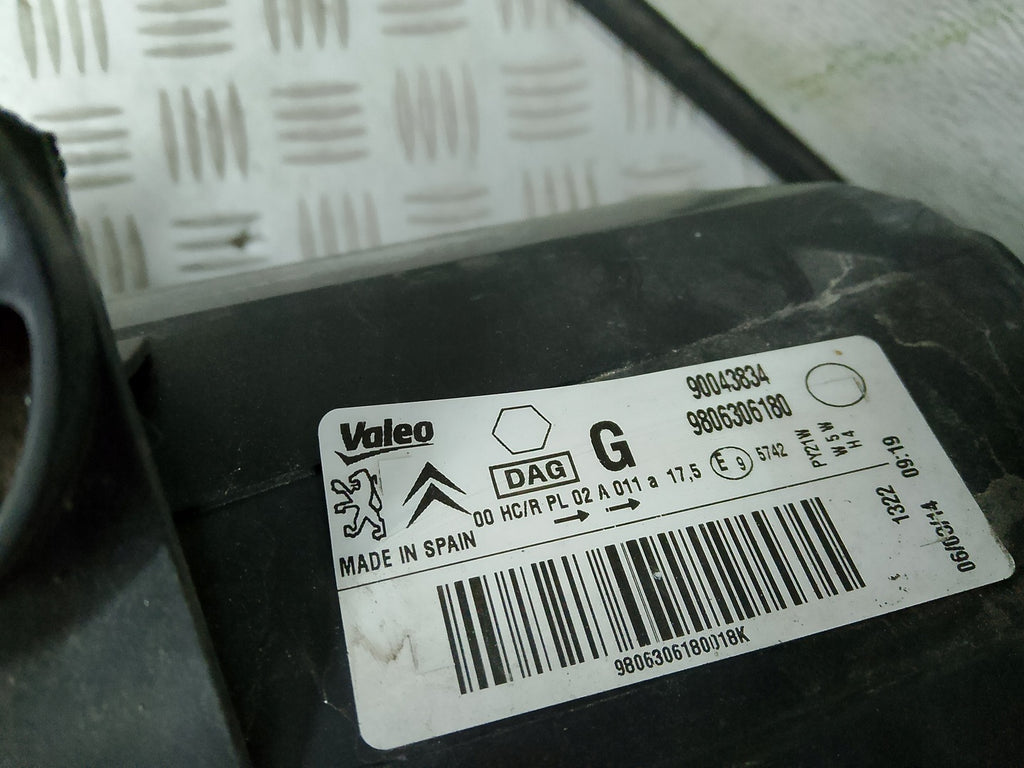 Valeo
90043834
9806306180
DAG
G
E 9
5742
PY21W
W5W
H4
00 HC/R PL 02 A 011 a 17,5
MADE IN SPAIN
1322 09:19
06/03/14
9806306180018K